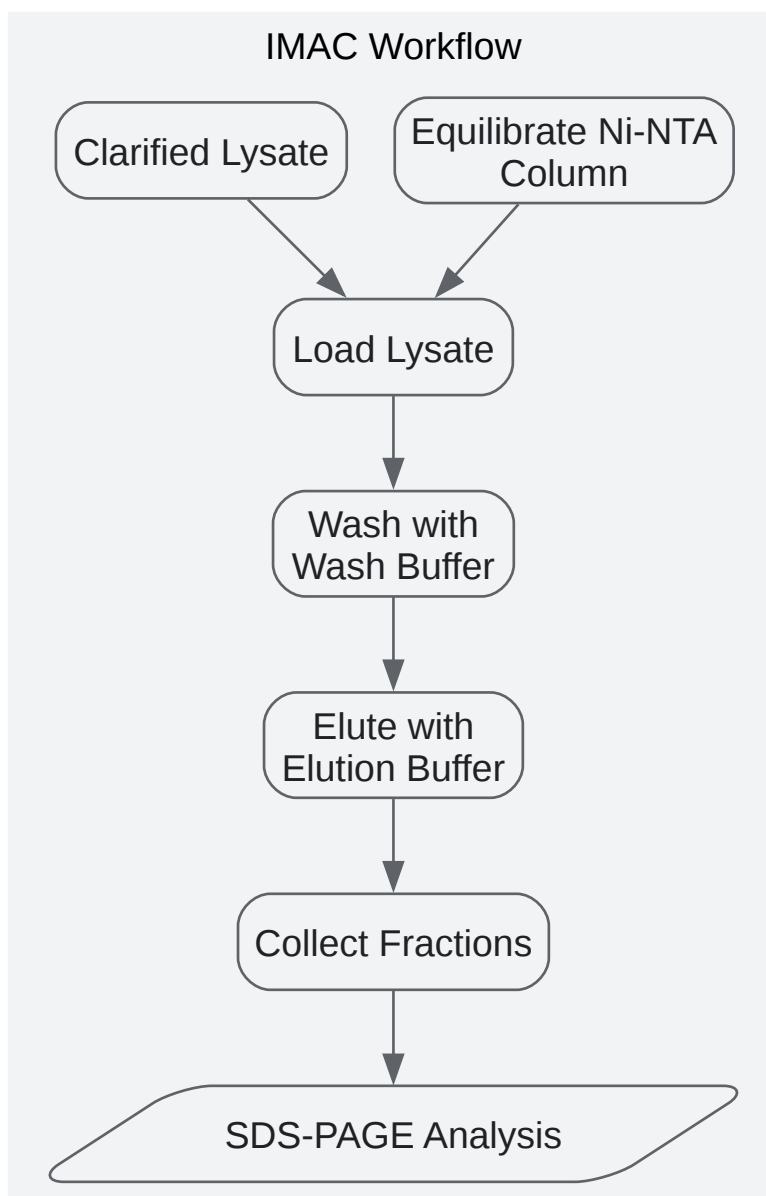 IMAC Workflow
Clarified Lysate
Equilibrate Ni-NTA
Column
Load Lysate
Wash with
Wash Buffer
Elute with
Elution Buffer
Collect Fractions
SDS-PAGE Analysis